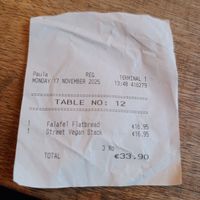 Paula REG TERMINAL 1
MONDAY 17 NOVEMBER 2025 13:48 416279
TABLE NO: 12
1 Falafel Flatbread €16.95
1 Street Vegan Stack €16.95
3 No
TOTAL €33.90